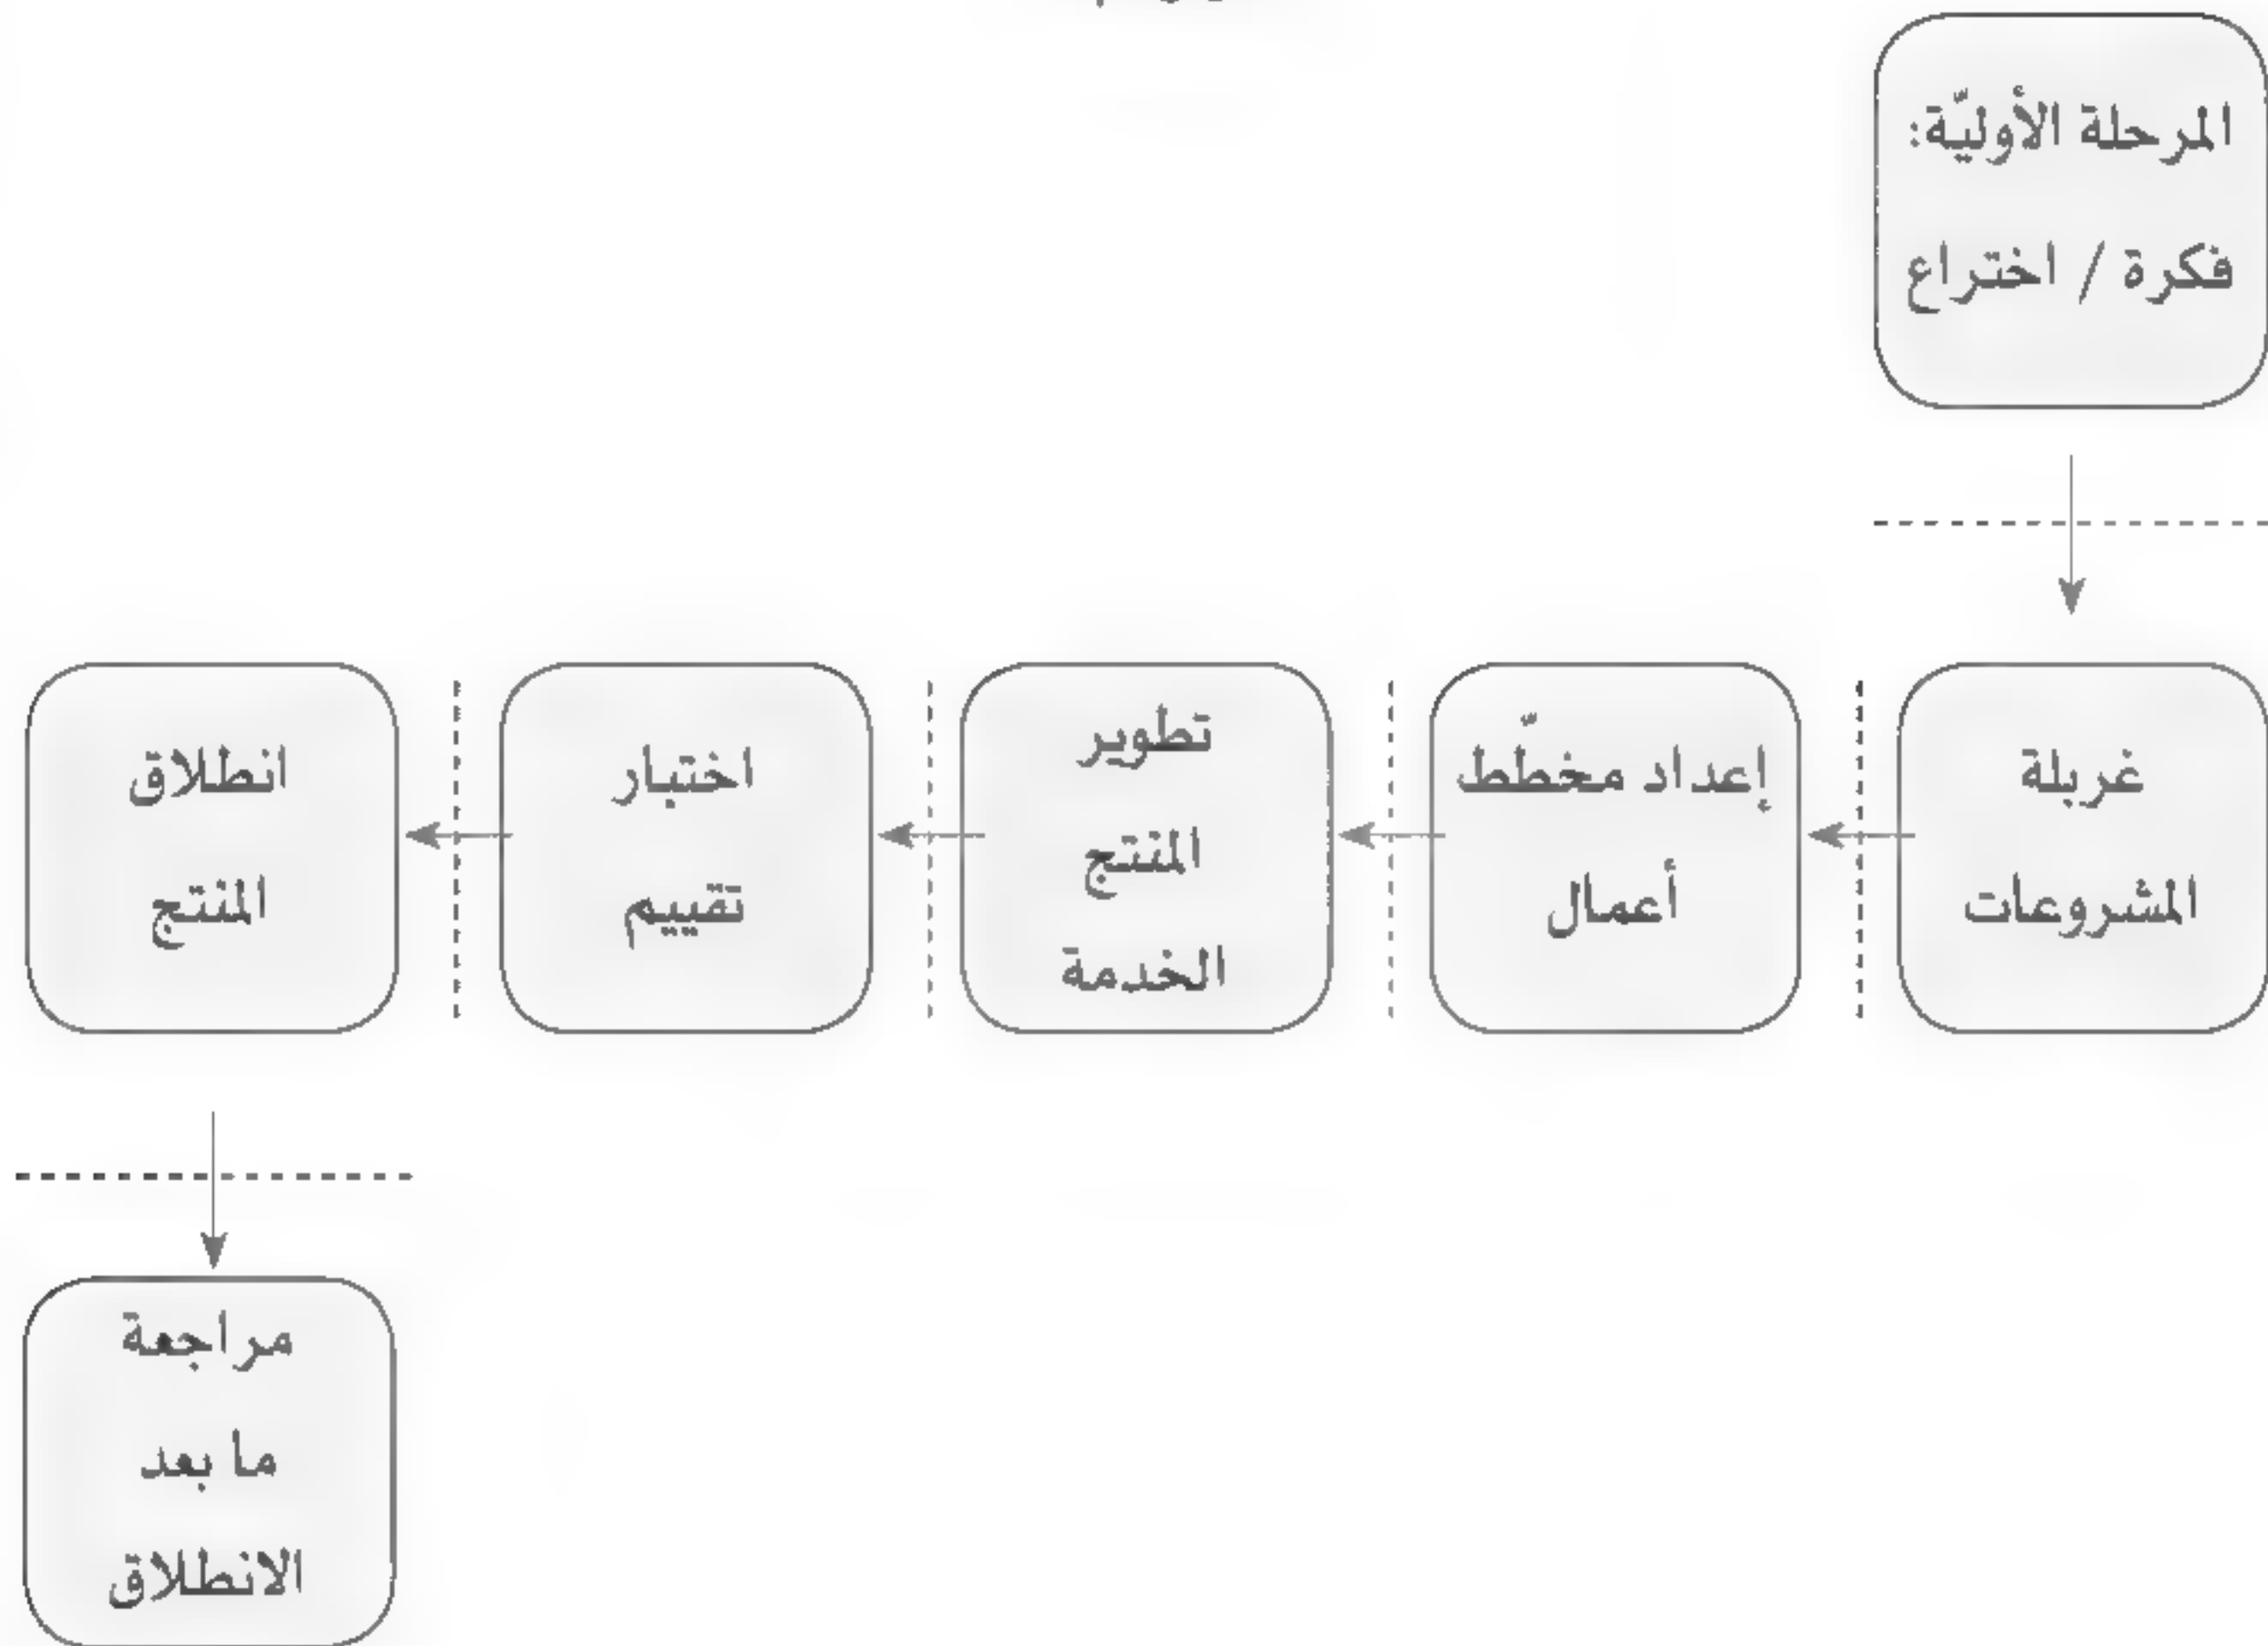 المرحلة الأوليّة:
فكرة / اختراع
غربلة
المشروعات
إعداد مخطّط
أعمال
تطوير
المنتج
الخدمة
اختبار
تقييم
انطلاق
المنتج
مراجعة
ما بعد
الانطلاق